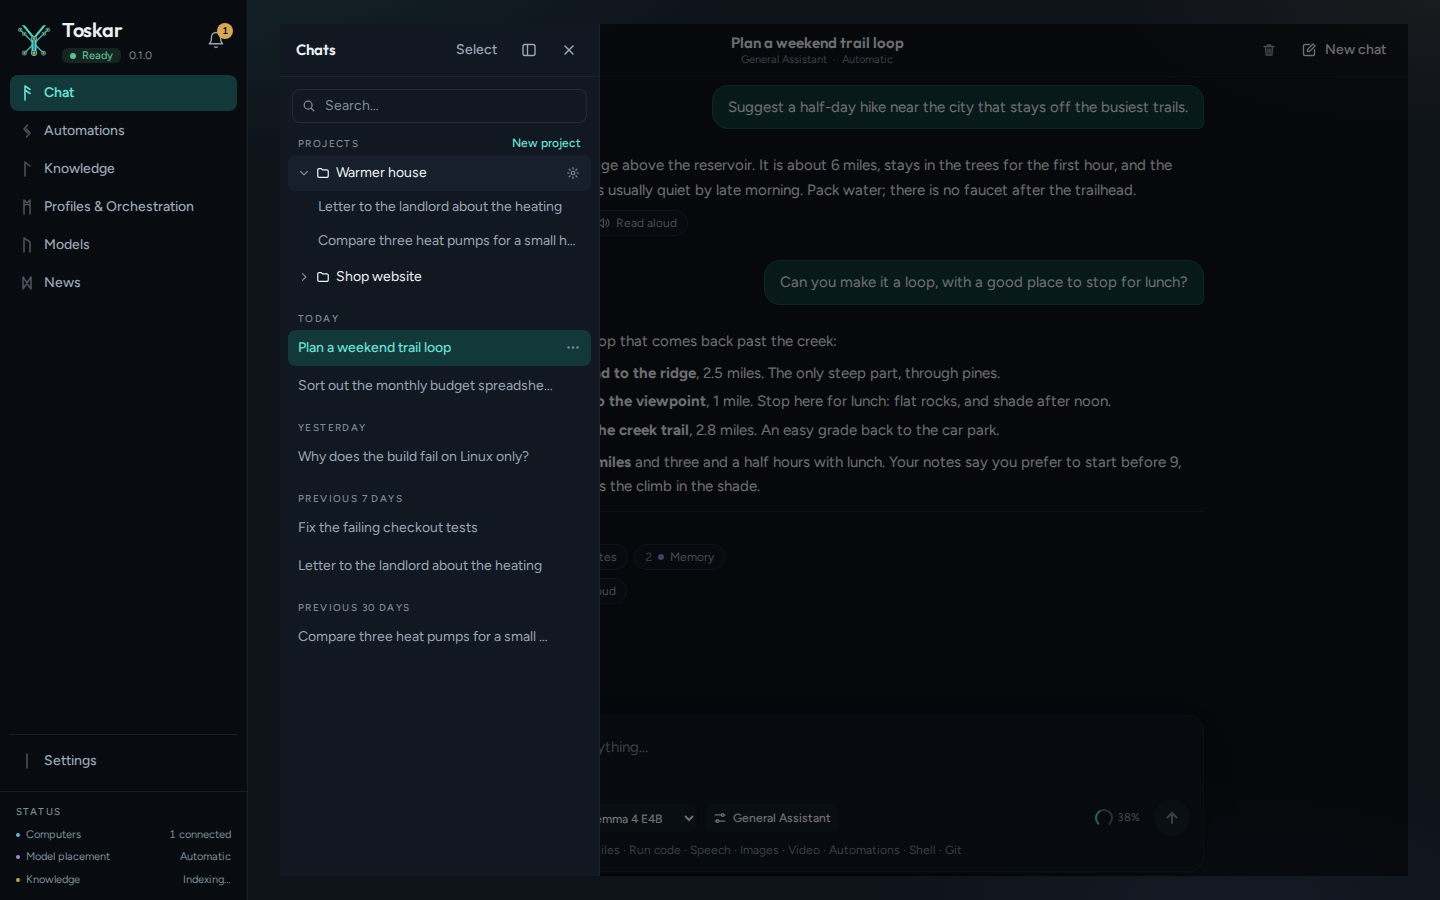 Toskar
Ready 0.1.0
1
Chat
Automations
Knowledge
Profiles & Orchestration
Models
News
Settings
STATUS
Computers 1 connected
Model placement Automatic
Knowledge Indexing...
Chats Select
Search...
PROJECTS New project
Warmer house
Letter to the landlord about the heating
Compare three heat pumps for a small h...
Shop website
TODAY
Plan a weekend trail loop
Sort out the monthly budget spreadshe...
YESTERDAY
Why does the build fail on Linux only?
PREVIOUS 7 DAYS
Fix the failing checkout tests
Letter to the landlord about the heating
PREVIOUS 30 DAYS
Compare three heat pumps for a small ...
Plan a weekend trail loop
General Assistant · Automatic
New chat
Suggest a half-day hike near the city that stays off the busiest trails.
ge above the reservoir. It is about 6 miles, stays in the trees for the first hour, and the
s usually quiet by late morning. Pack water; there is no faucet after the trailhead.
Read aloud
Can you make it a loop, with a good place to stop for lunch?
op that comes back past the creek:
d to the ridge, 2.5 miles. The only steep part, through pines.
the viewpoint, 1 mile. Stop here for lunch: flat rocks, and shade after noon.
he creek trail, 2.8 miles. An easy grade back to the car park.
miles and three and a half hours with lunch. Your notes say you prefer to start before 9,
s the climb in the shade.
tes 2 Memory
oud
ything...
emma 4 E4B General Assistant 38%
iles · Run code · Speech · Images · Video · Automations · Shell · Git